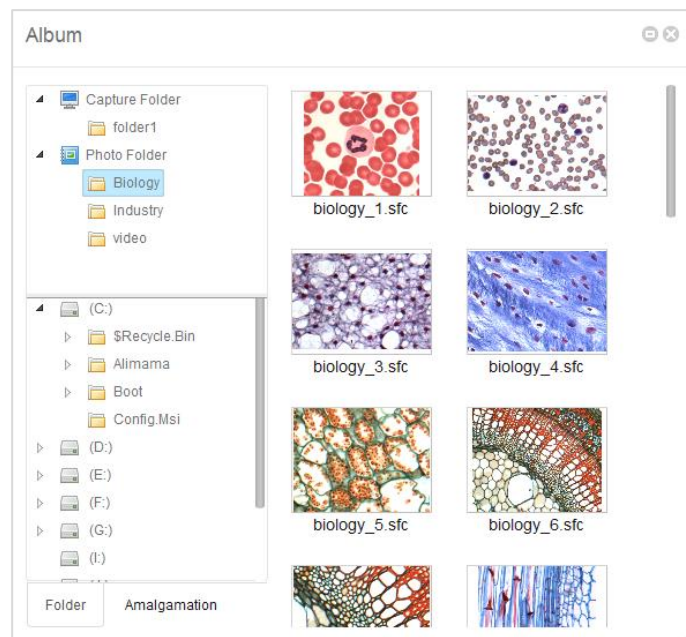 Album
Capture Folder
folder1
Photo Folder
Biology
Industry
video
(C:)
$Recycle.Bin
Alimama
Boot
Config.Msi
(D:)
(E:)
(F:)
(G:)
(I:)
Folder
Amalgamation
biology_1.sfc
biology_2.sfc
biology_3.sfc
biology_4.sfc
biology_5.sfc
biology_6.sfc